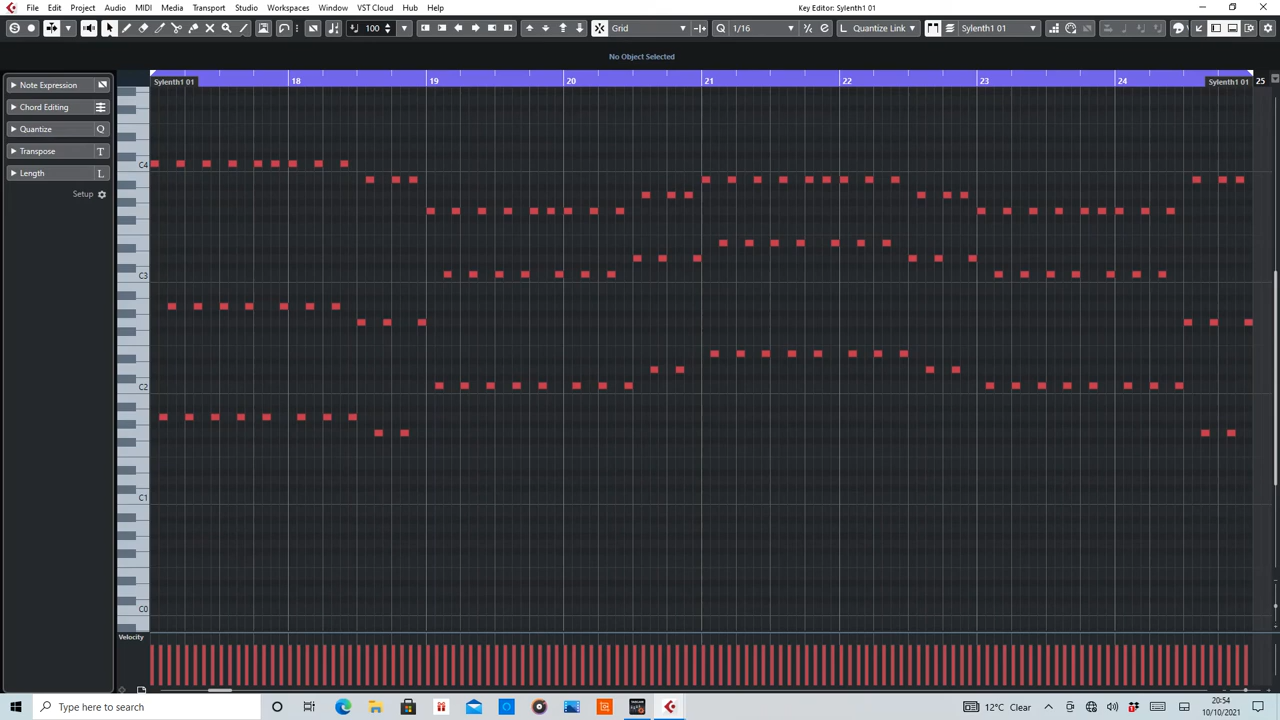 File Edit Project Audio MIDI Media Transport Studio Workspaces Window VST Cloud Hub Help
Key Editor: Sylenth1 01
S 100 Grid Q 1/16 e Quantize Link Sylenth1 01
No Object Selected
18 19 20 21 22 23 24 25
Sylenth1 01 Sylenth1 01
Note Expression
Chord Editing
Quantize Q
Transpose T
Length L
Setup
C4
C3
C2
C1
C0
Velocity
Type here to search
12°C Clear
20:54
10/10/2021